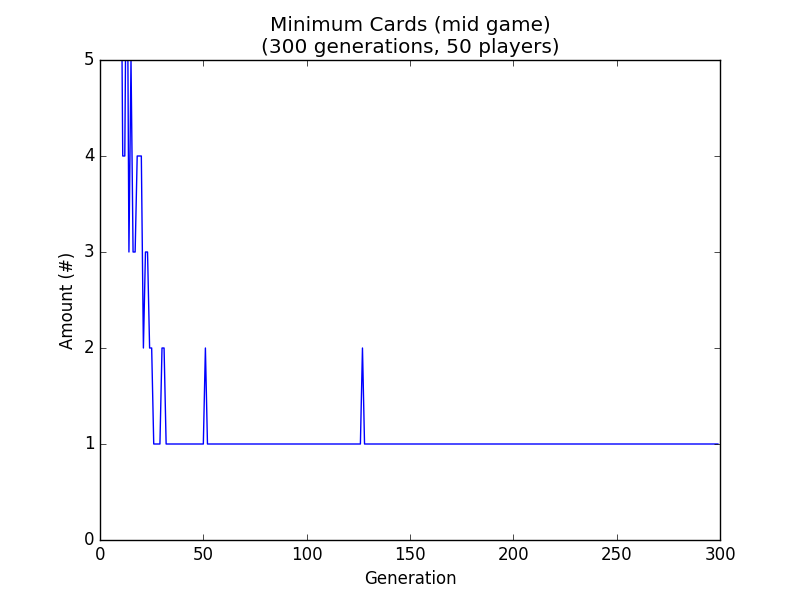 Minimum Cards (mid game)
(300 generations, 50 players)
5
4
3
2
1
0
Amount (#)
0 50 100 150 200 250 300
Generation